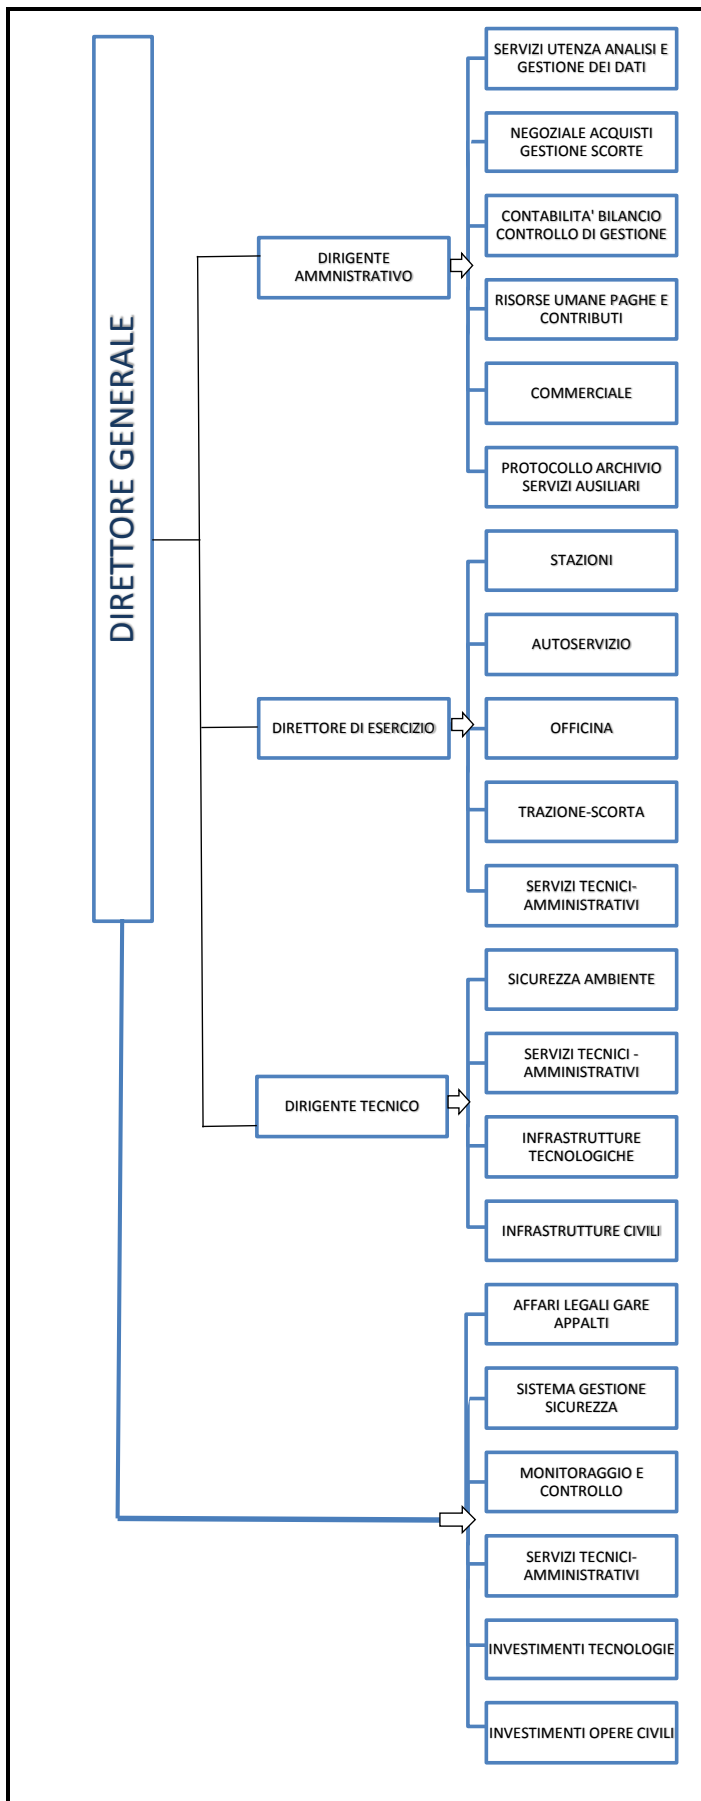 DIRETTORE GENERALE
DIRIGENTE
AMMNISTRATIVO
SERVIZI UTENZA ANALISI E
GESTIONE DEI DATI
NEGOZIALE ACQUISTI
GESTIONE SCORTE
CONTABILITA' BILANCIO
CONTROLLO DI GESTIONE
RISORSE UMANE PAGHE E
CONTRIBUTI
COMMERCIALE
PROTOCOLLO ARCHIVIO
SERVIZI AUSILIARI
DIRETTORE DI ESERCIZIO
STAZIONI
AUTOSERVIZIO
OFFICINA
TRAZIONE-SCORTA
SERVIZI TECNICI-
AMMINISTRATIVI
DIRIGENTE TECNICO
SICUREZZA AMBIENTE
SERVIZI TECNICI -
AMMINISTRATIVI
INFRASTRUTTURE
TECNOLOGICHE
INFRASTRUTTURE CIVILI
AFFARI LEGALI GARE
APPALTI
SISTEMA GESTIONE
SICUREZZA
MONITORAGGIO E
CONTROLLO
SERVIZI TECNICI-
AMMINISTRATIVI
INVESTIMENTI TECNOLOGIE
INVESTIMENTI OPERE CIVILI